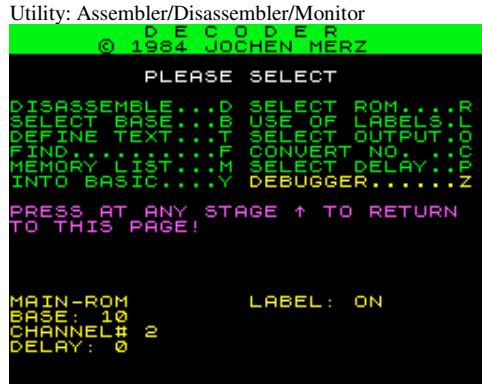 Utility: Assembler/Disassembler/Monitor
D E C O D E R
© 1984 JOCHEN MERZ
PLEASE SELECT
DISASSEMBLE...D SELECT ROM....R
SELECT BASE...B USE OF LABELS.L
DEFINE TEXT...T SELECT OUTPUT.O
FIND..........F CONVERT NO. ..C
MEMORY LIST...M SELECT DELAY..P
INTO BASIC....Y DEBUGGER......Z
PRESS AT ANY STAGE ↑ TO RETURN
TO THIS PAGE!
MAIN-ROM LABEL: ON
BASE: 10
CHANNEL# 2
DELAY: 0